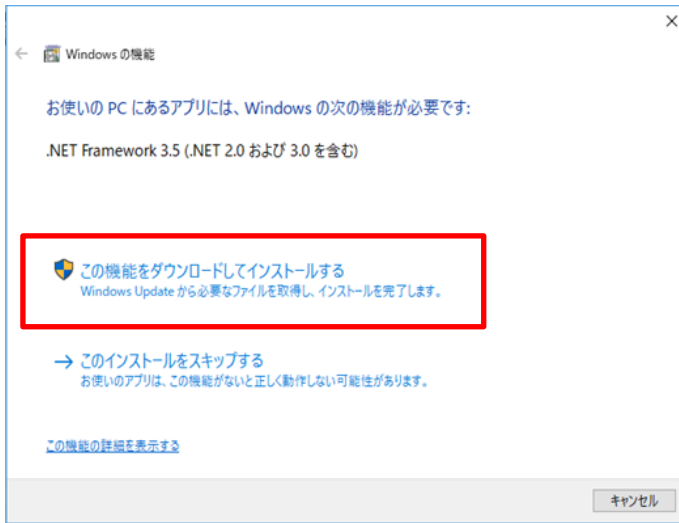 Windows の機能
お使いの PC にあるアプリには、Windows の次の機能が必要です:
.NET Framework 3.5 (.NET 2.0 および 3.0 を含む)
この機能をダウンロードしてインストールする
Windows Update から必要なファイルを取得し、インストールを完了します。
このインストールをスキップする
お使いのアプリは、この機能がないと正しく動作しない可能性があります。
この機能の詳細を表示する
キャンセル